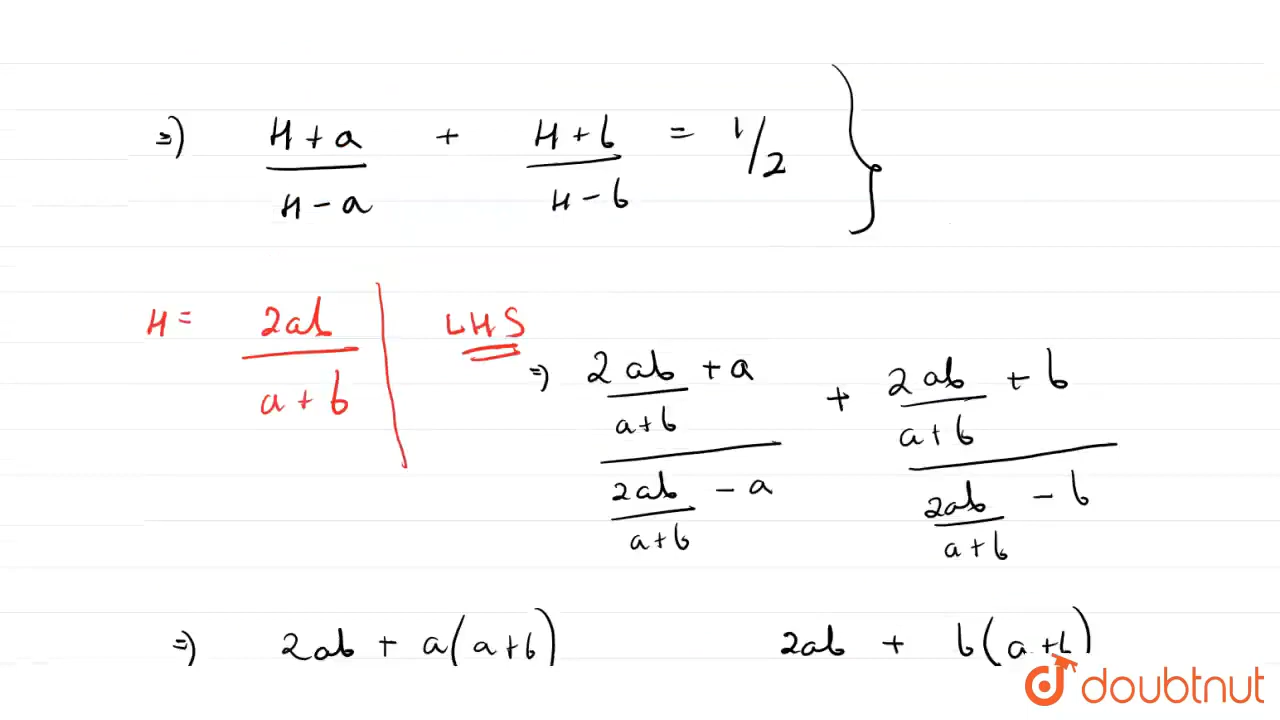 =) H + a + H + b = 1/2
H - a H - b
H = 2ab LHS
a + b
=) 2ab + a + 2ab + b
a + b a + b
2ab - a 2ab - b
a + b a + b
=) 2ab + a(a + b) 2ab + b(a + b)
doubtnut